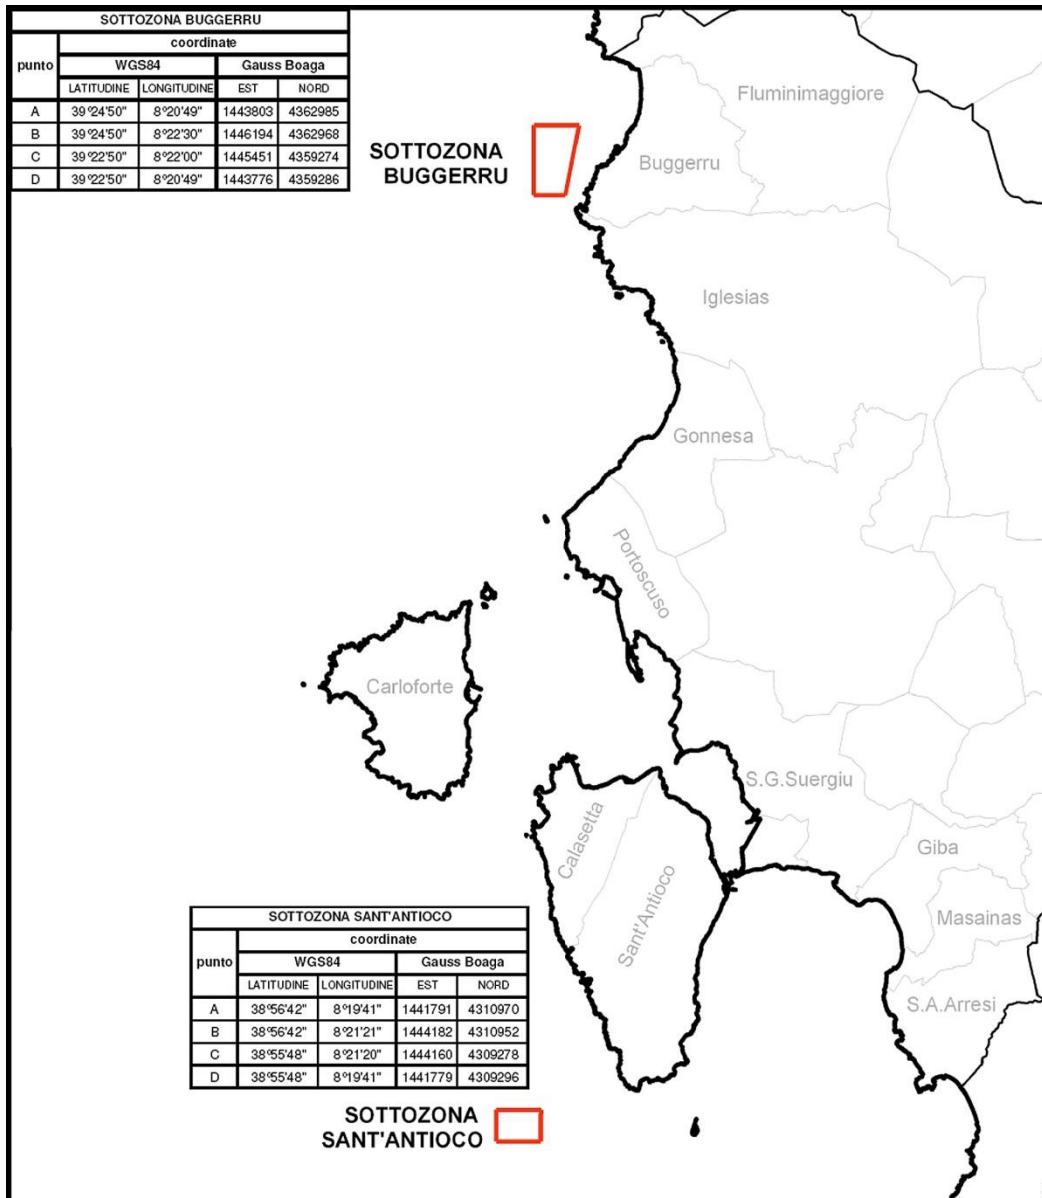 SOTTOZONA BUGGERRU
coordinate
punto
WGS84 Gauss Boaga
LATITUDINE LONGITUDINE EST NORD
A 39°24'50" 8°20'49" 1443803 4362985
B 39°24'50" 8°22'30" 1446194 4362968
C 39°22'50" 8°22'00" 1445451 4359274
D 39°22'50" 8°20'49" 1443776 4359286
SOTTOZONA
BUGGERRU
Fluminimaggiore
Buggerru
Iglesias
Gonnesa
Portoscuso
Carloforte
S.G.Suergiu
Calasetta
Sant'Antioco
Giba
Masainas
S.A.Arresi
SOTTOZONA SANT'ANTIOCO
coordinate
punto
WGS84 Gauss Boaga
LATITUDINE LONGITUDINE EST NORD
A 38°56'42" 8°19'41" 1441791 4310970
B 38°56'42" 8°21'21" 1444182 4310952
C 38°55'48" 8°21'20" 1444160 4309278
D 38°55'48" 8°19'41" 1441779 4309296
SOTTOZONA
SANT'ANTIOCO